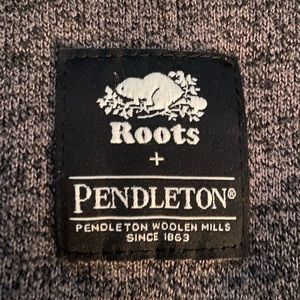 Roots
+
PENDLETON®
PENDLETON WOOLEN MILLS
SINCE 1863